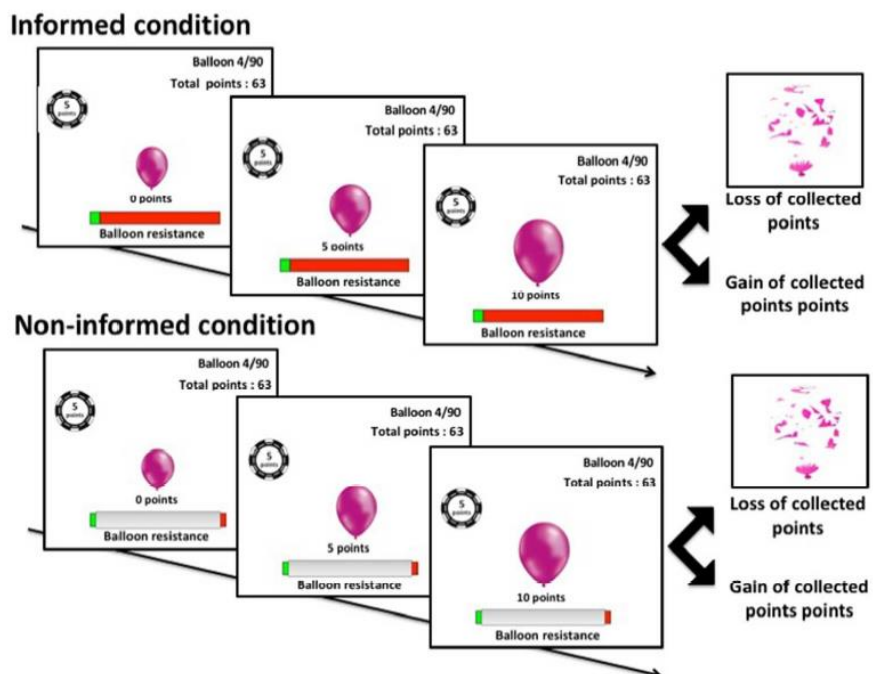 Informed condition
Balloon 4/90
Total points : 63
5
points
0 points
Balloon resistance
Balloon 4/90
Total points : 63
5
points
5 points
Balloon resistance
Balloon 4/90
Total points : 63
5
points
10 points
Balloon resistance
Loss of collected
points
Gain of collected
points points
Non-informed condition
Balloon 4/90
Total points : 63
5
points
0 points
Balloon resistance
Balloon 4/90
Total points : 63
5
points
5 points
Balloon resistance
Balloon 4/90
Total points : 63
5
points
10 points
Balloon resistance
Loss of collected
points
Gain of collected
points points